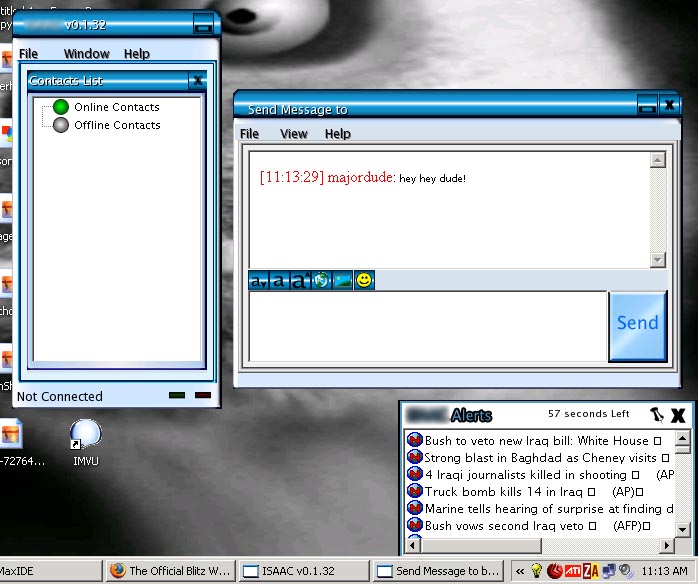 v0.1.32
File Window Help
Contacts List
Online Contacts
Offline Contacts
Not Connected
Send Message to
File View Help
[11:13:29] majordude: hey hey dude!
a a a
Send
Alerts 57 seconds Left
Bush to veto new Iraq bill: White House
Strong blast in Baghdad as Cheney visits
4 Iraqi journalists killed in shooting (AP
Truck bomb kills 14 in Iraq (AP)
Marine tells hearing of surprise at finding d
Bush vows second Iraq veto (AFP)
-72764...
IMVU
MaxIDE
The Official Blitz W...
ISAAC v0.1.32
Send Message to b...
« ATI ZA 11:13 AM